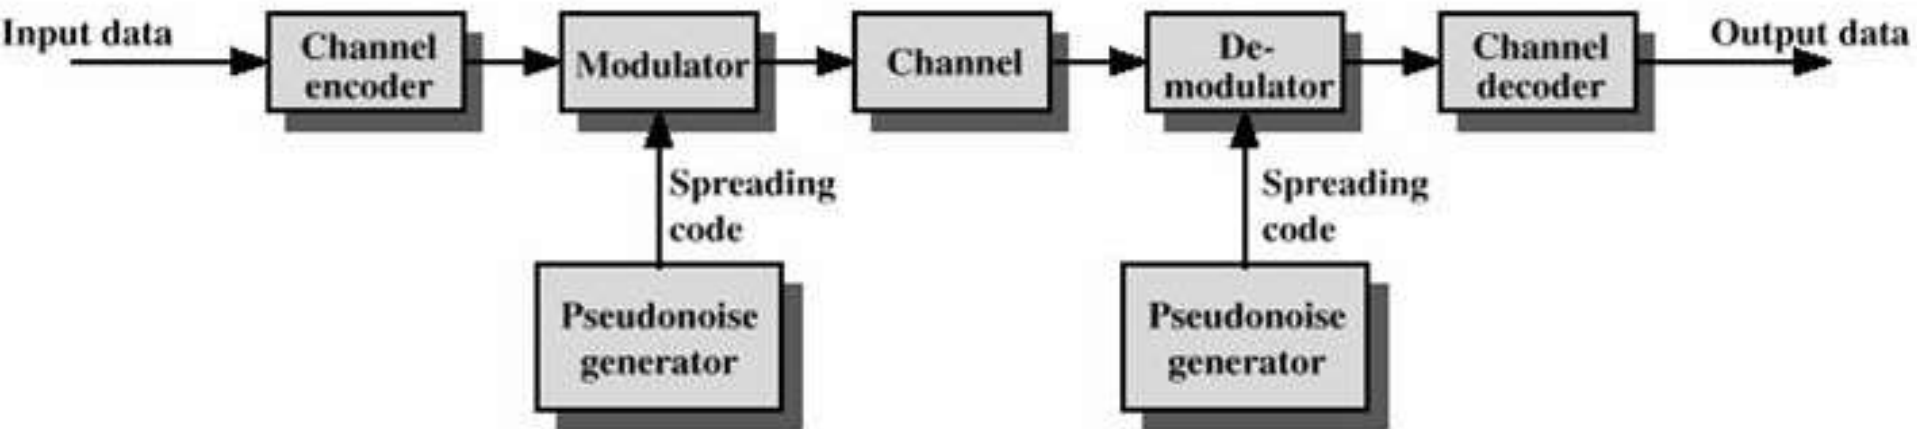 Input data
Channel
encoder
Modulator
Channel
De-
modulator
Channel
decoder
Output data
Spreading
code
Spreading
code
Pseudonoise
generator
Pseudonoise
generator